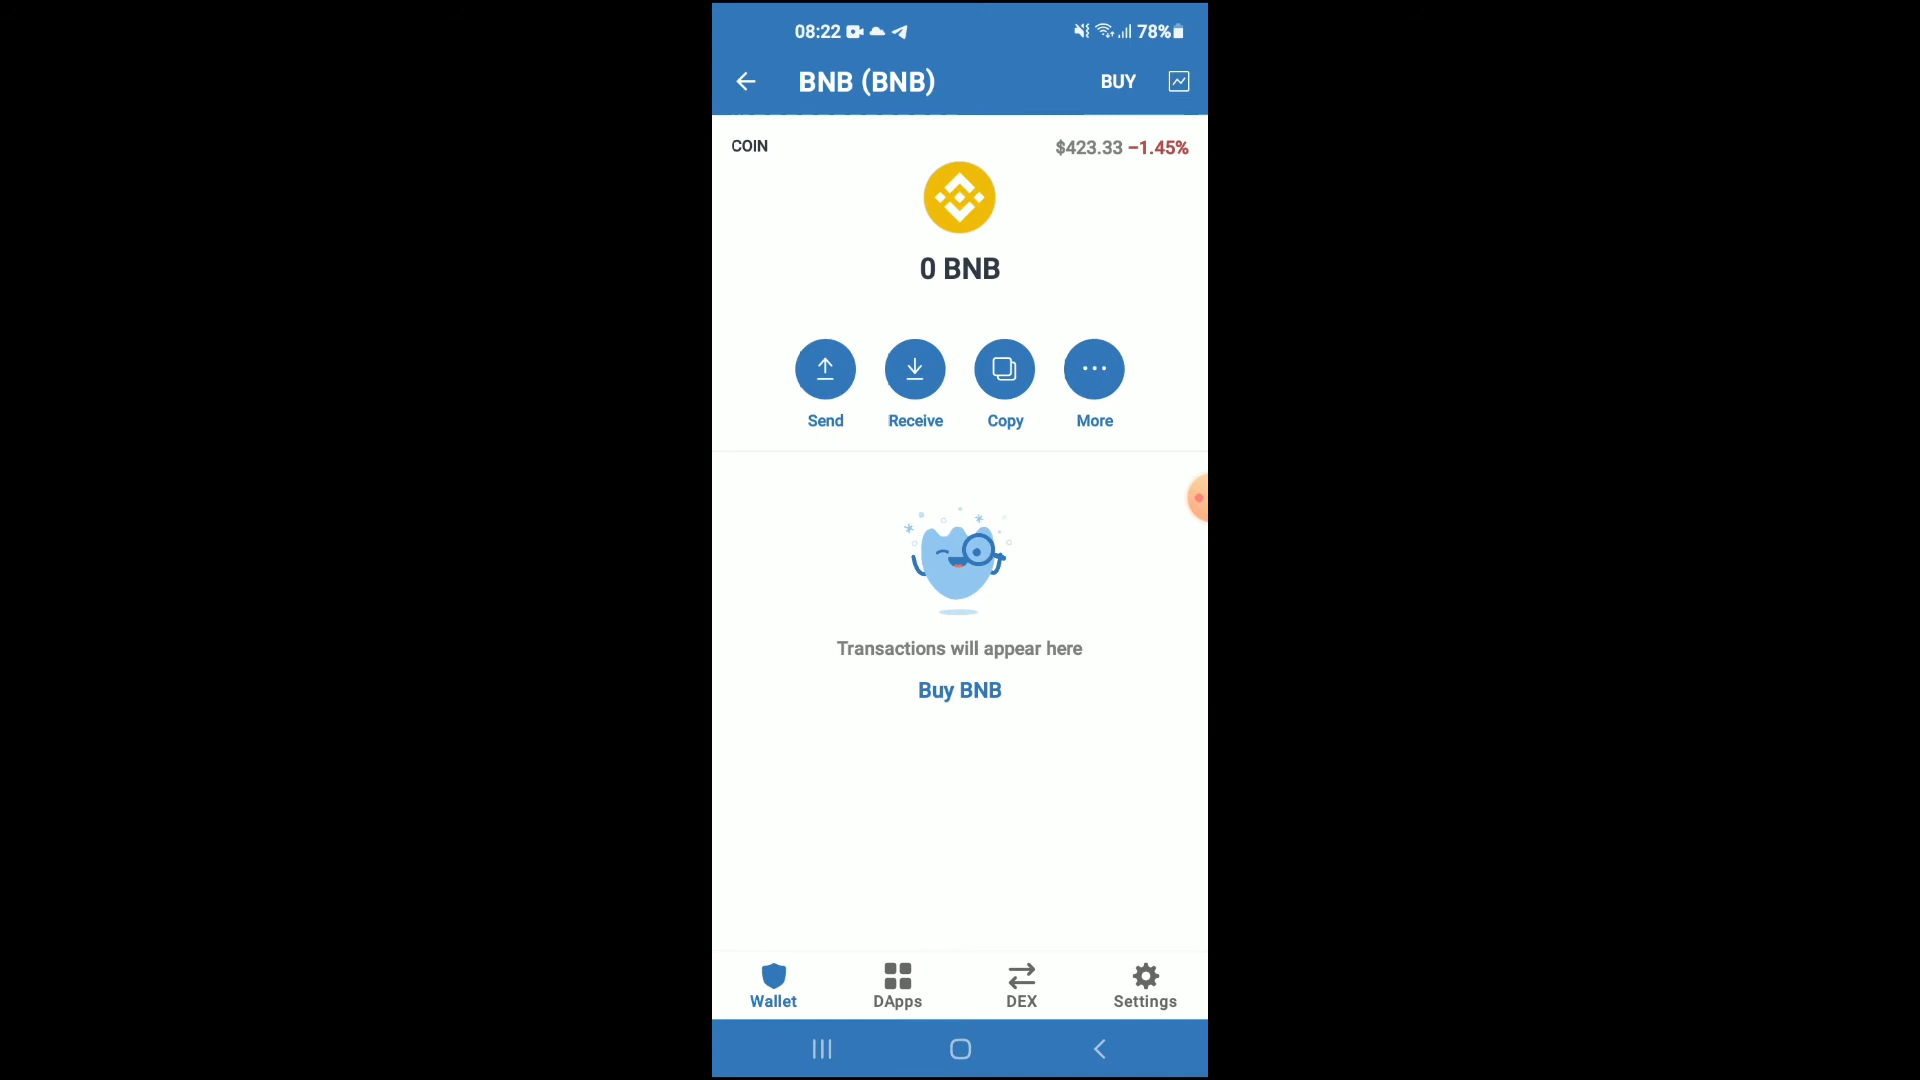 08:22 78%
BNB (BNB) BUY
COIN $423.33 −1.45%
0 BNB
Send Receive Copy More
Transactions will appear here
Buy BNB
Wallet DApps DEX Settings